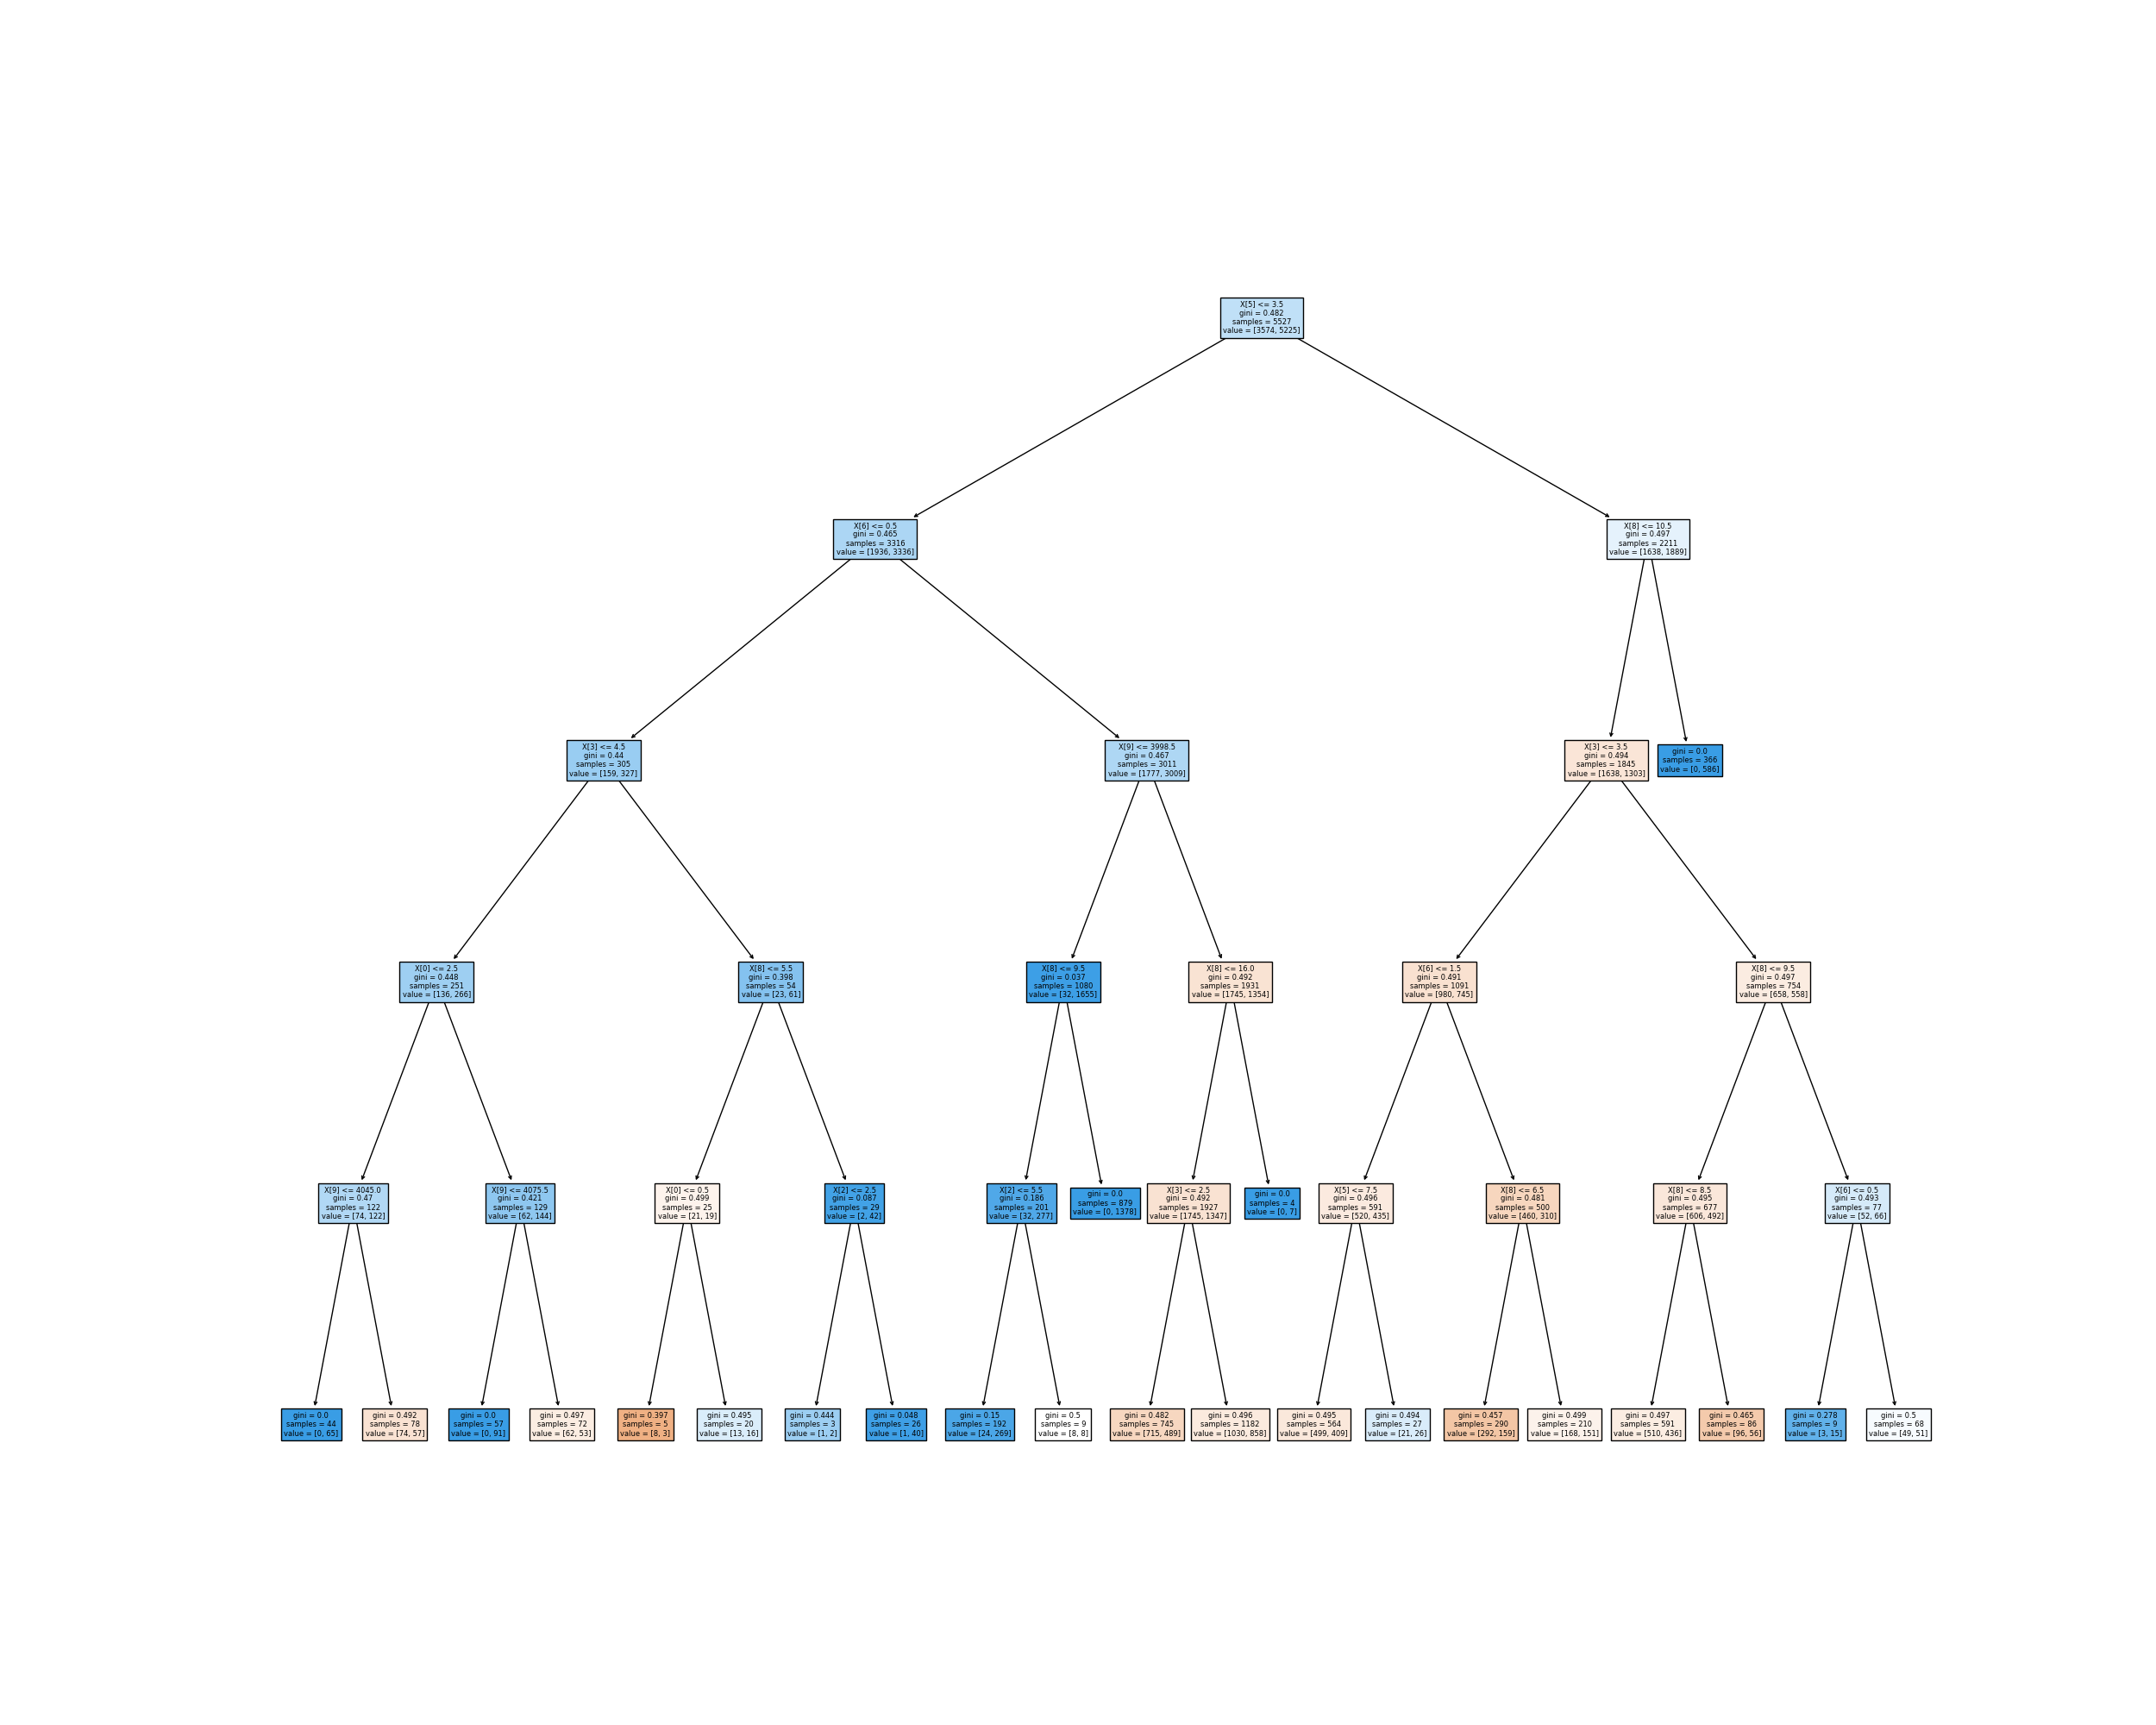 X[5] <= 3.5
gini = 0.482
samples = 5527
value = [3574, 5225]
X[6] <= 0.5
gini = 0.465
samples = 3316
value = [1936, 3336]
X[8] <= 10.5
gini = 0.497
samples = 2211
value = [1638, 1889]
X[3] <= 4.5
gini = 0.44
samples = 305
value = [159, 327]
X[9] <= 3998.5
gini = 0.467
samples = 3011
value = [1777, 3009]
X[3] <= 3.5
gini = 0.494
samples = 1845
value = [1638, 1303]
gini = 0.0
samples = 366
value = [0, 586]
X[0] <= 2.5
gini = 0.448
samples = 251
value = [136, 266]
X[8] <= 5.5
gini = 0.398
samples = 54
value = [23, 61]
X[8] <= 9.5
gini = 0.037
samples = 1080
value = [32, 1655]
X[8] <= 16.0
gini = 0.492
samples = 1931
value = [1745, 1354]
X[6] <= 1.5
gini = 0.491
samples = 1091
value = [980, 745]
X[8] <= 9.5
gini = 0.497
samples = 754
value = [658, 558]
X[9] <= 4045.0
gini = 0.47
samples = 122
value = [74, 122]
X[9] <= 4075.5
gini = 0.421
samples = 129
value = [62, 144]
X[0] <= 0.5
gini = 0.499
samples = 25
value = [21, 19]
X[2] <= 2.5
gini = 0.087
samples = 29
value = [2, 42]
X[2] <= 5.5
gini = 0.186
samples = 201
value = [32, 277]
gini = 0.0
samples = 879
value = [0, 1378]
X[3] <= 2.5
gini = 0.492
samples = 1927
value = [1745, 1347]
gini = 0.0
samples = 4
value = [0, 7]
X[5] <= 7.5
gini = 0.496
samples = 591
value = [520, 435]
X[8] <= 6.5
gini = 0.481
samples = 500
value = [460, 310]
X[8] <= 8.5
gini = 0.495
samples = 677
value = [606, 492]
X[6] <= 0.5
gini = 0.493
samples = 77
value = [52, 66]
gini = 0.0
samples = 44
value = [0, 65]
gini = 0.492
samples = 78
value = [74, 57]
gini = 0.0
samples = 57
value = [0, 91]
gini = 0.497
samples = 72
value = [62, 53]
gini = 0.397
samples = 5
value = [8, 3]
gini = 0.495
samples = 20
value = [13, 16]
gini = 0.444
samples = 3
value = [1, 2]
gini = 0.048
samples = 26
value = [1, 40]
gini = 0.15
samples = 192
value = [24, 269]
gini = 0.5
samples = 9
value = [8, 8]
gini = 0.482
samples = 745
value = [715, 489]
gini = 0.496
samples = 1182
value = [1030, 858]
gini = 0.495
samples = 564
value = [499, 409]
gini = 0.494
samples = 27
value = [21, 26]
gini = 0.457
samples = 290
value = [292, 159]
gini = 0.499
samples = 210
value = [168, 151]
gini = 0.497
samples = 591
value = [510, 436]
gini = 0.465
samples = 86
value = [96, 56]
gini = 0.278
samples = 9
value = [3, 15]
gini = 0.5
samples = 68
value = [49, 51]